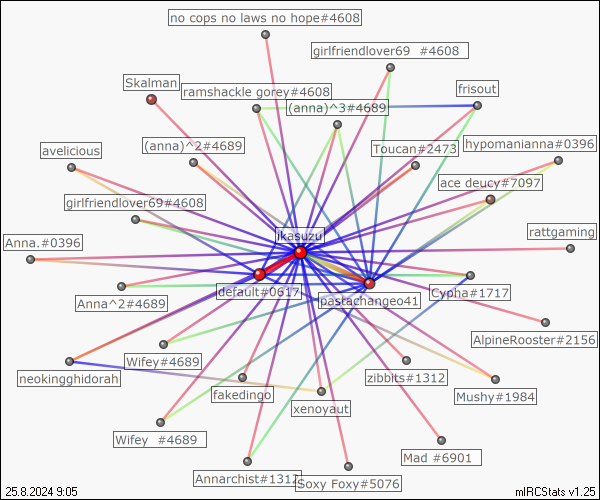 no cops no laws no hope#4608
girlfriendlover69  #4608
Skalman
ramshackle gorey#4608
frisout
(anna)^3#4689
avelicious
(anna)^2#4689
Toucan#2473
hypomanianna#0396
ace deucy#7097
girlfriendlover69#4608
Anna.#0396
ikasuzu
rattgaming
default#0617
pastachangeo41
Cypha#1717
Anna^2#4689
AlpineRooster#2156
Wifey#4689
neokingghidorah
zibbits#1312
fakedingo
xenoyaut
Mushy#1984
Wifey  #4689
Mad #6901
Annarchist#1312
Soxy Foxy#5076
25.8.2024 9:05
mIRCStats v1.25